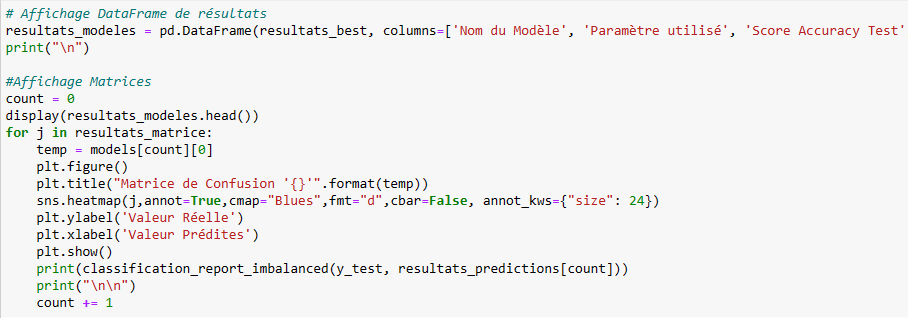 # Affichage DataFrame de résultats
resultats_modeles = pd.DataFrame(resultats_best, columns=['Nom du Modèle', 'Paramètre utilisé', 'Score Accuracy Test'
print("\n")
#Affichage Matrices
count = 0
display(resultats_modeles.head())
for j in resultats_matrice:
    temp = models[count][0]
    plt.figure()
    plt.title("Matrice de Confusion '{}'".format(temp))
    sns.heatmap(j,annot=True,cmap="Blues",fmt="d",cbar=False, annot_kws={"size": 24})
    plt.ylabel('Valeur Réelle')
    plt.xlabel('Valeur Prédites')
    plt.show()
    print(classification_report_imbalanced(y_test, resultats_predictions[count]))
    print("\n\n")
    count += 1